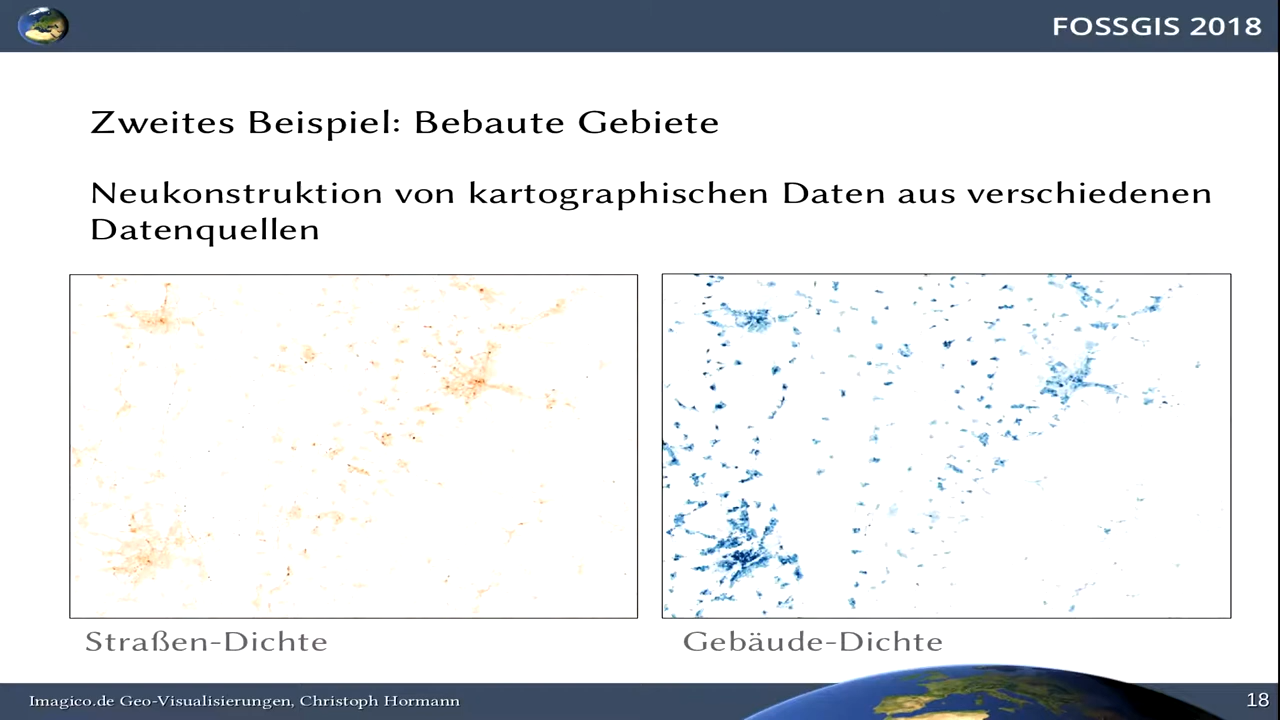 FOSSGIS 2018
Zweites Beispiel: Bebaute Gebiete
Neukonstruktion von kartographischen Daten aus verschiedenen
Datenquellen
Straßen-Dichte
Gebäude-Dichte
Imagico.de Geo-Visualisierungen, Christoph Hormann
18